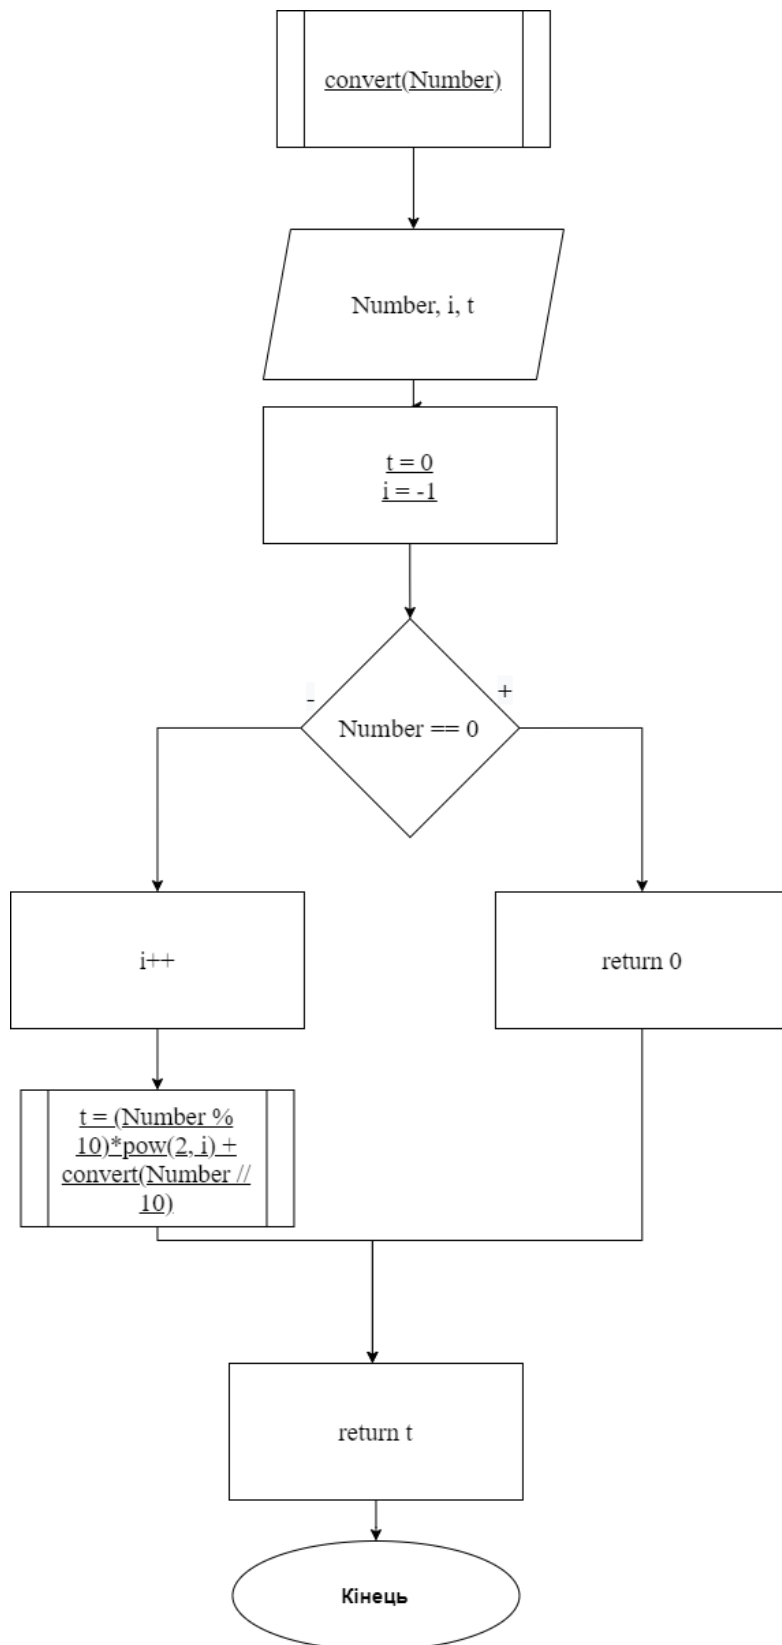 convert(Number)
Number, i, t
t = 0
i = -1
-
+
Number == 0
i++
return 0
t = (Number %
10)*pow(2, i) +
convert(Number //
10)
return t
Кінець